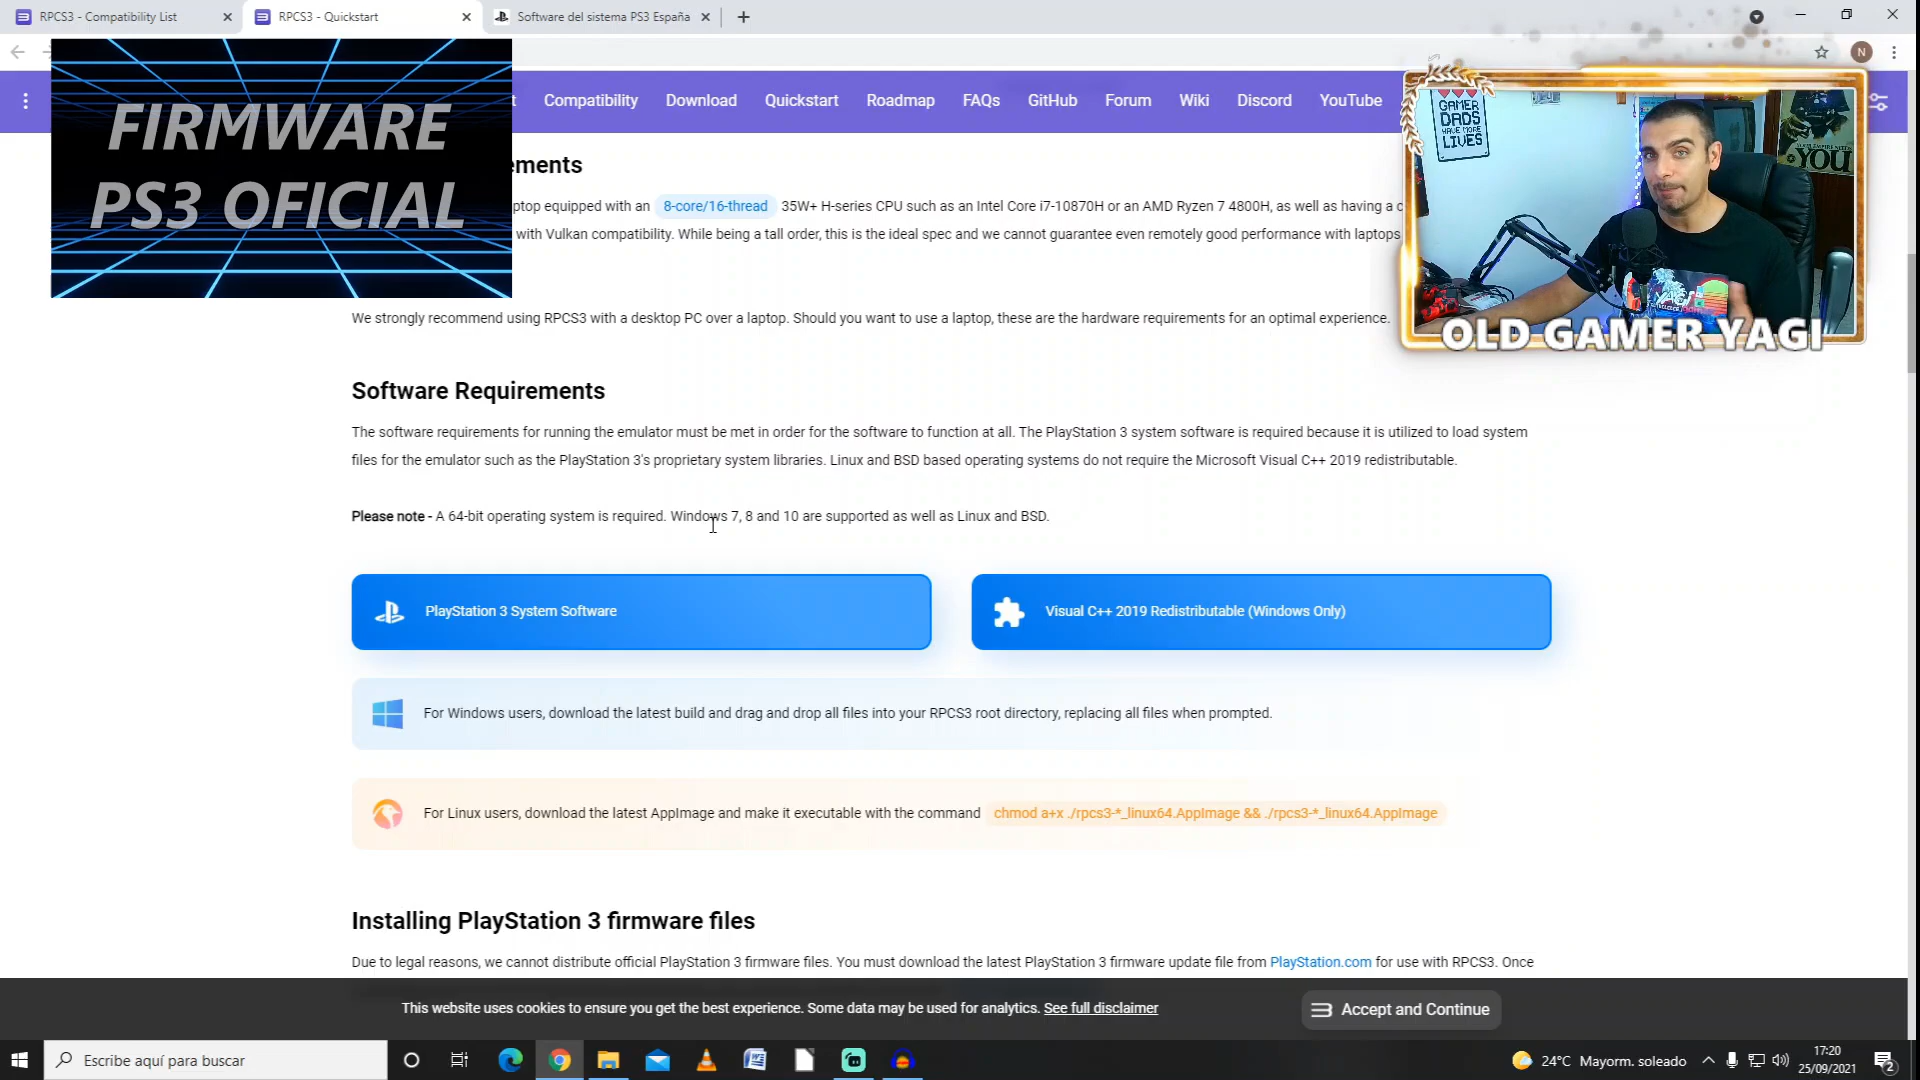 RPCS3 - Compatibility List
RPCS3 - Quickstart
Software del sistema PS3 España
N
FIRMWARE
PS3 OFICIAL
t
Compatibility
Download
Quickstart
Roadmap
FAQs
GitHub
Forum
Wiki
Discord
YouTube
GAMER
DADS
HAVE MORE
LIVES
YOU
OLD GAMER YAGI
ements
ptop equipped with an 8-core/16-thread 35W+ H-series CPU such as an Intel Core i7-10870H or an AMD Ryzen 7 4800H, as well as having a
with Vulkan compatibility. While being a tall order, this is the ideal spec and we cannot guarantee even remotely good performance with laptops
We strongly recommend using RPCS3 with a desktop PC over a laptop. Should you want to use a laptop, these are the hardware requirements for an optimal experience.
Software Requirements
The software requirements for running the emulator must be met in order for the software to function at all. The PlayStation 3 system software is required because it is utilized to load system
files for the emulator such as the PlayStation 3's proprietary system libraries. Linux and BSD based operating systems do not require the Microsoft Visual C++ 2019 redistributable.
Please note - A 64-bit operating system is required. Windows 7, 8 and 10 are supported as well as Linux and BSD.
PlayStation 3 System Software
Visual C++ 2019 Redistributable (Windows Only)
For Windows users, download the latest build and drag and drop all files into your RPCS3 root directory, replacing all files when prompted.
For Linux users, download the latest AppImage and make it executable with the command chmod a+x ./rpcs3-*_linux64.AppImage && ./rpcs3-*_linux64.AppImage
Installing PlayStation 3 firmware files
Due to legal reasons, we cannot distribute official PlayStation 3 firmware files. You must download the latest PlayStation 3 firmware update file from PlayStation.com for use with RPCS3. Once
This website uses cookies to ensure you get the best experience. Some data may be used for analytics. See full disclaimer
Accept and Continue
Escribe aquí para buscar
24°C Mayorm. soleado
17:20
25/09/2021
2